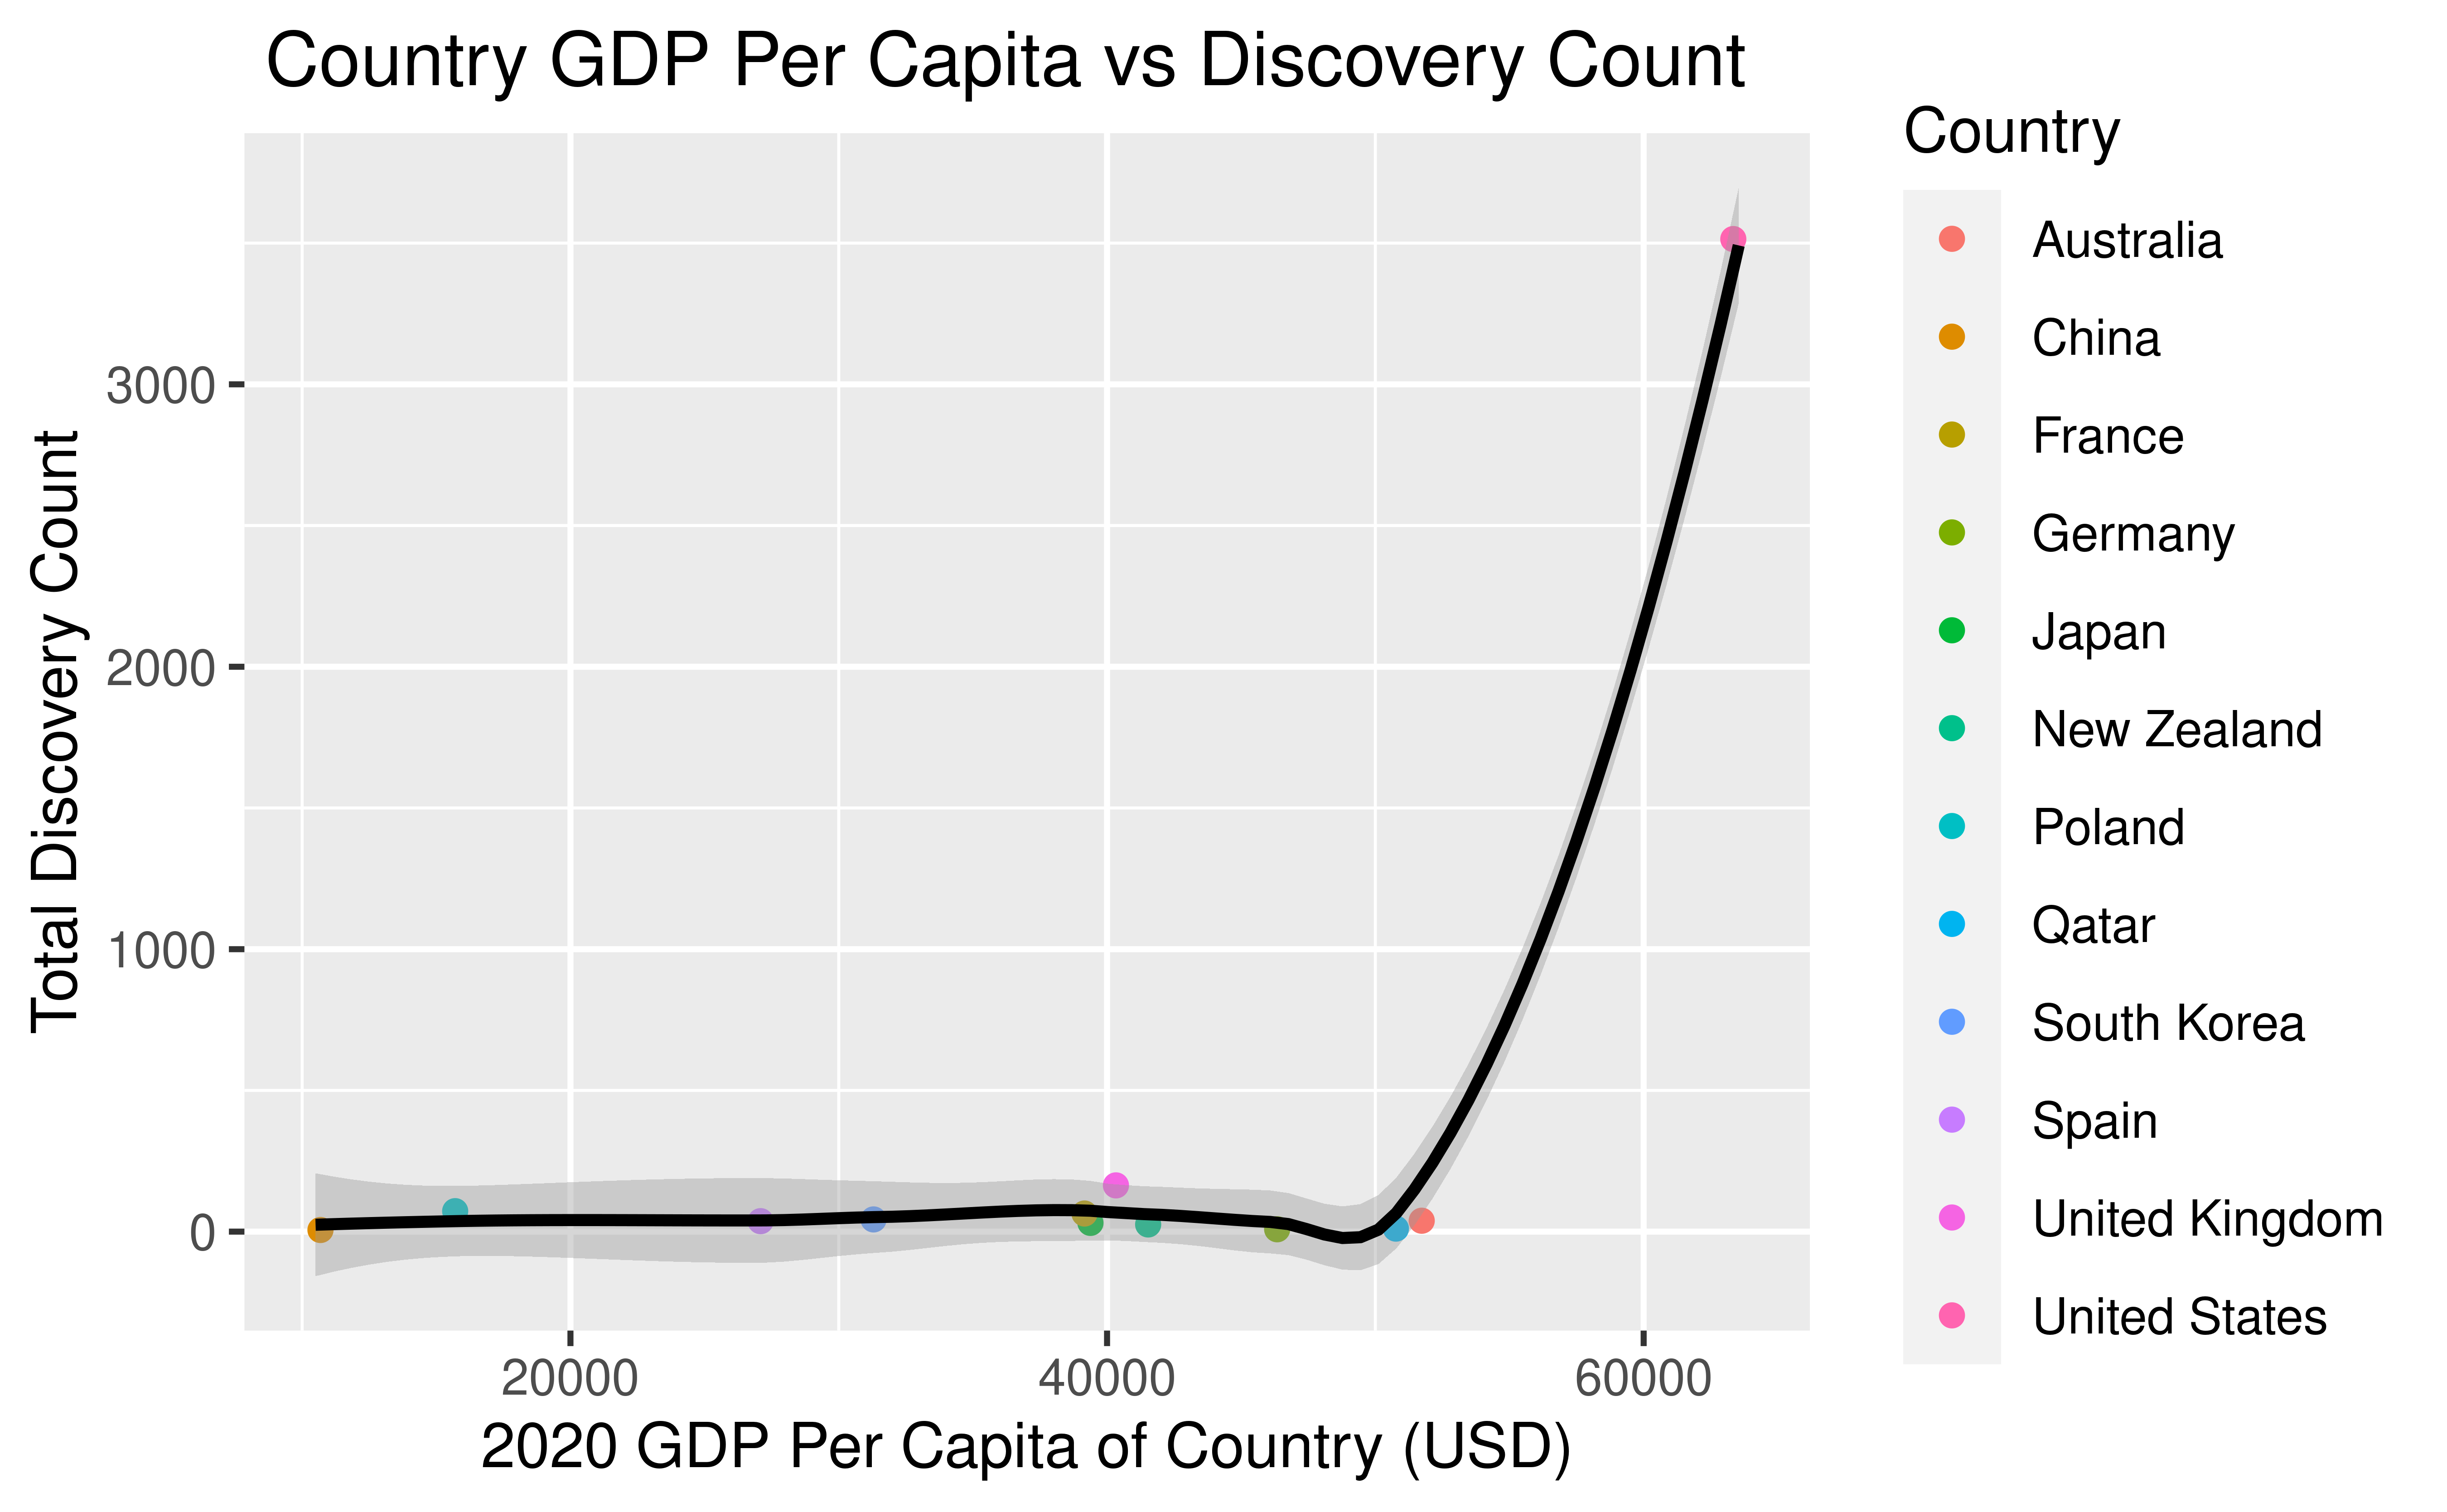 Country GDP Per Capita vs Discovery Count
Total Discovery Count
3000
2000
1000
0
20000
40000
60000
2020 GDP Per Capita of Country (USD)
Country
Australia
China
France
Germany
Japan
New Zealand
Poland
Qatar
South Korea
Spain
United Kingdom
United States